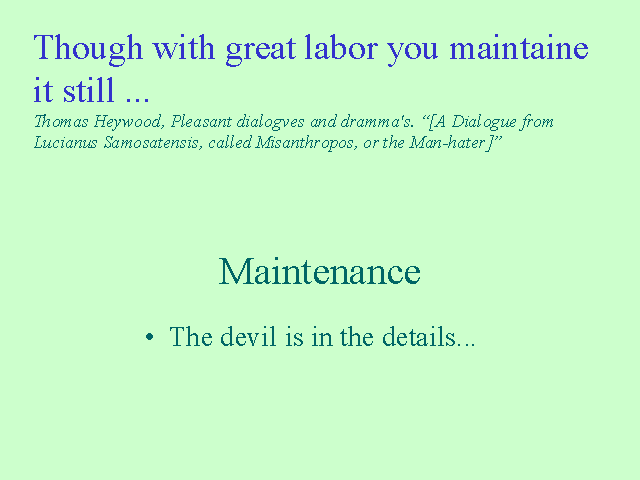 Though with great labor you maintaine
it still ...
Thomas Heywood, Pleasant dialogves and dramma's. “[A Dialogue from
Lucianus Samosatensis, called Misanthropos, or the Man-hater]”
Maintenance
• The devil is in the details...